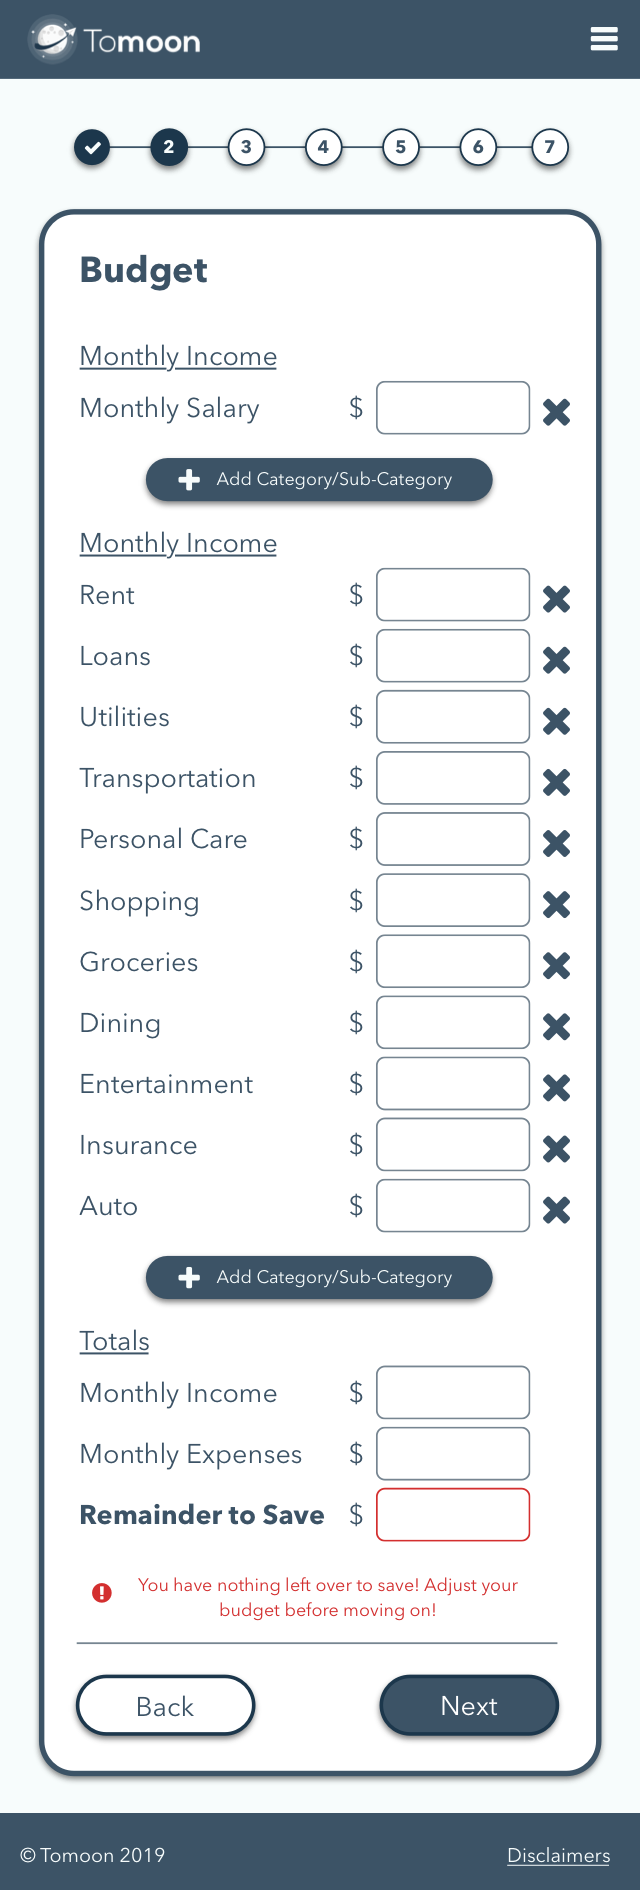 Tomoon
2 3 4 5 6 7
Budget
Monthly Income
Monthly Salary $
Add Category/Sub-Category
Monthly Income
Rent $
Loans $
Utilities $
Transportation $
Personal Care $
Shopping $
Groceries $
Dining $
Entertainment $
Insurance $
Auto $
Add Category/Sub-Category
Totals
Monthly Income $
Monthly Expenses $
Remainder to Save $
You have nothing left over to save! Adjust your
budget before moving on!
Back Next
© Tomoon 2019 Disclaimers